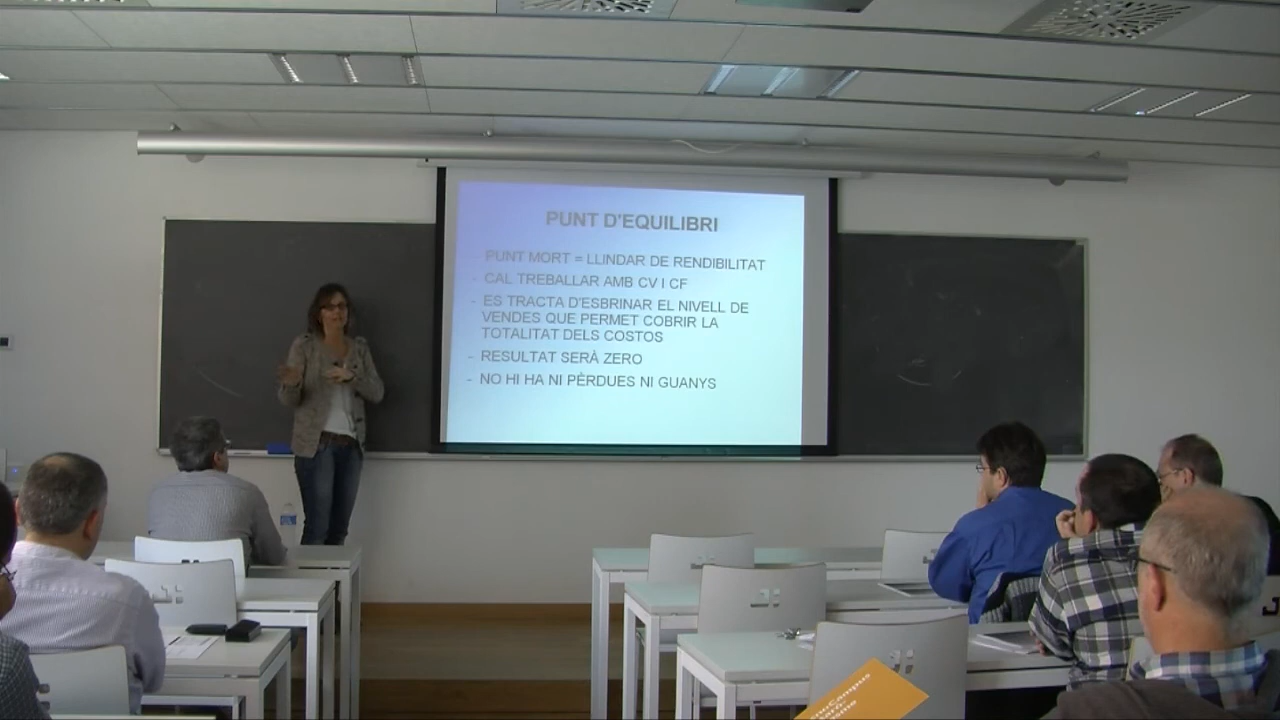 PUNT D'EQUILIBRI
- PUNT MORT = LLINDAR DE RENDIBILITAT
- CAL TREBALLAR AMB CV I CF
- ES TRACTA D'ESBRINAR EL NIVELL DE
VENDES QUE PERMET COBRIR LA
TOTALITAT DELS COSTOS
- RESULTAT SERÀ ZERO
- NO HI HA NI PÈRDUES NI GUANYS